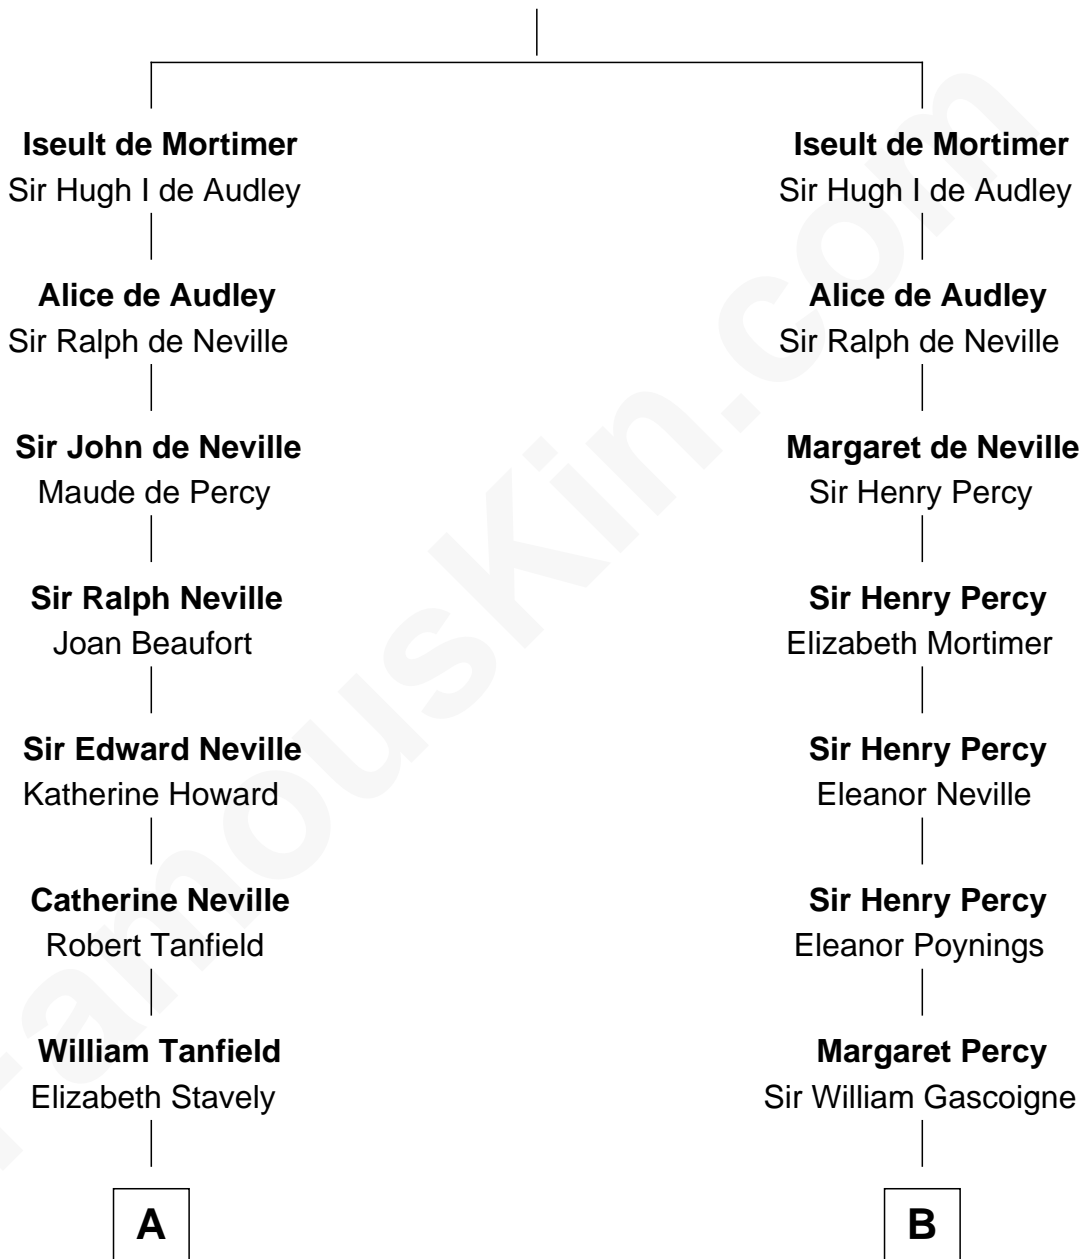 Iseult de Mortimer
Sir Hugh I de Audley
Alice de Audley
Sir Ralph de Neville
Sir John de Neville
Maude de Percy
Sir Ralph Neville
Joan Beaufort
Sir Edward Neville
Katherine Howard
Catherine Neville
Robert Tanfield
William Tanfield
Elizabeth Stavely
A
Iseult de Mortimer
Sir Hugh I de Audley
Alice de Audley
Sir Ralph de Neville
Margaret de Neville
Sir Henry Percy
Sir Henry Percy
Elizabeth Mortimer
Sir Henry Percy
Eleanor Neville
Sir Henry Percy
Eleanor Poynings
Margaret Percy
Sir William Gascoigne
B
FamousKin.com